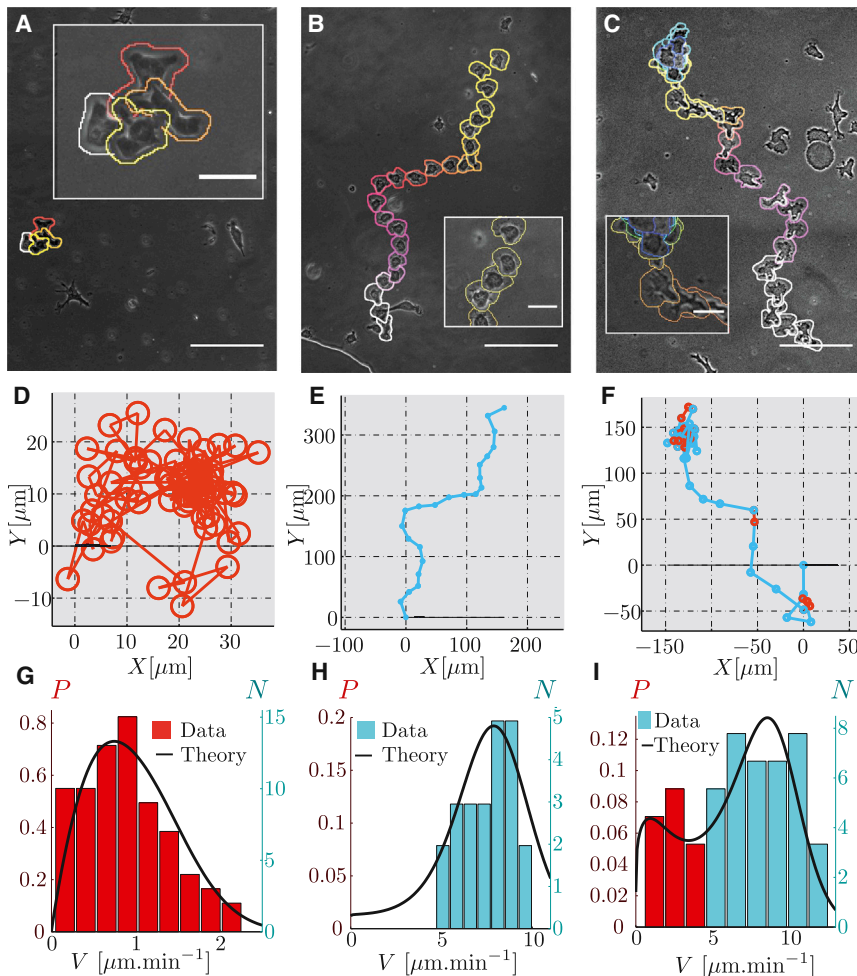 A B C
D E F
Y [μm]
20
10
0
−10
0 10 20 30
X [μm]
Y [μm]
300
200
100
0
−100 0 100 200
X [μm]
Y [μm]
150
100
50
0
−50
−150 −50 0 50
X [μm]
G H I
P N
0.8
0.6
0.4
0.2
0
15
10
5
0
Data
Theory
0 1 2
V [μm.min⁻¹]
P N
0.2
0.15
0.1
0.05
0
5
4
3
2
1
0
Data
Theory
0 5 10
V [μm.min⁻¹]
P N
0.12
0.1
0.08
0.06
0.04
0.02
0
8
6
4
2
0
Data
Theory
0 5 10
V [μm.min⁻¹]